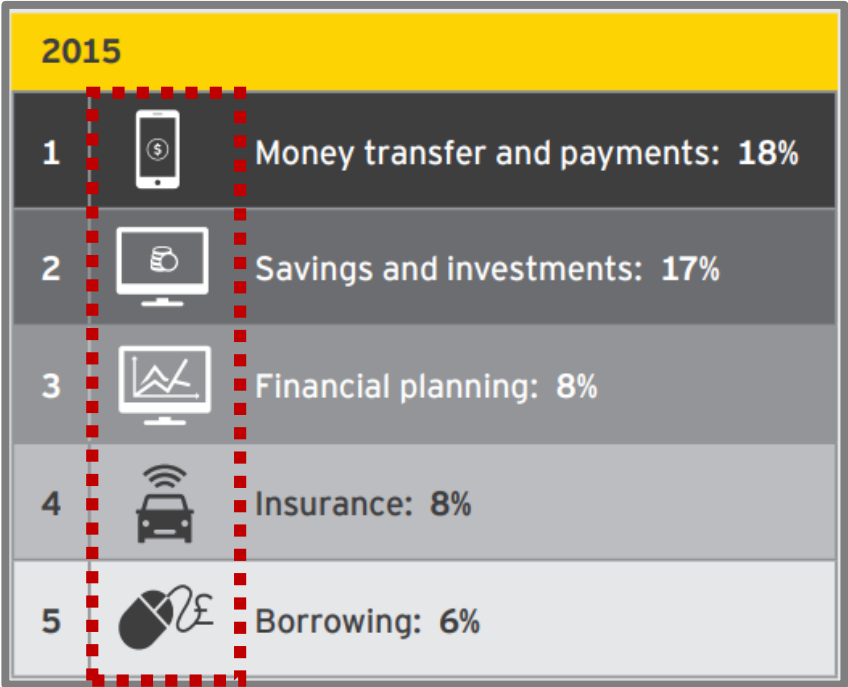 2015
1 Money transfer and payments: 18%
2 Savings and investments: 17%
3 Financial planning: 8%
4 Insurance: 8%
5 £ Borrowing: 6%